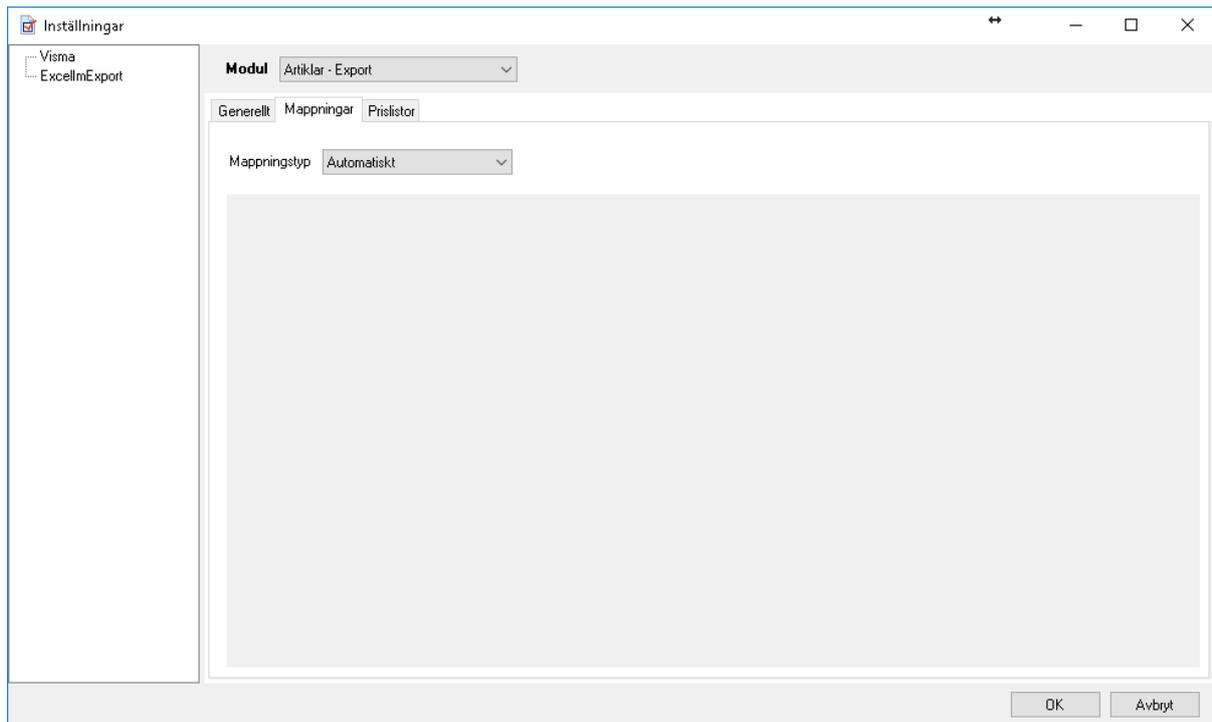 Inställningar
Visma
ExcelImExport
Modul Artiklar - Export
Generellt Mappningar Prislistor
Mappningstyp Automatiskt
OK Avbryt